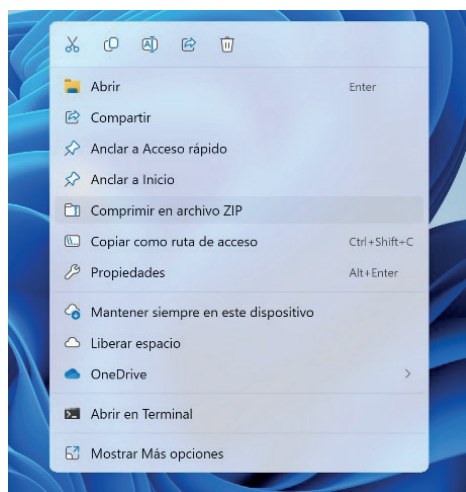 Abrir Enter
Compartir
Anclar a Acceso rápido
Anclar a Inicio
Comprimir en archivo ZIP
Copiar como ruta de acceso Ctrl+Shift+C
Propiedades Alt+Enter
Mantener siempre en este dispositivo
Liberar espacio
OneDrive
Abrir en Terminal
Mostrar Más opciones